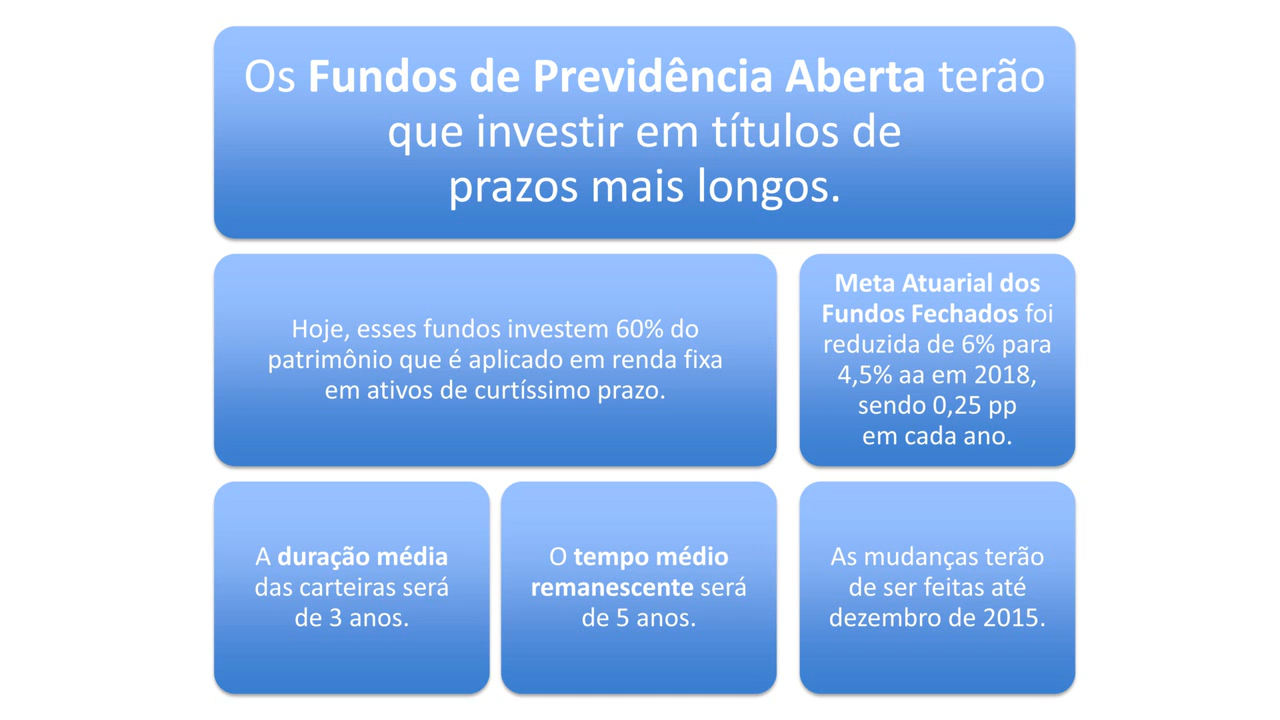 Os Fundos de Previdência Aberta terão
que investir em títulos de
prazos mais longos.
Hoje, esses fundos investem 60% do
patrimônio que é aplicado em renda fixa
em ativos de curtíssimo prazo.
Meta Atuarial dos
Fundos Fechados foi
reduzida de 6% para
4,5% aa em 2018,
sendo 0,25 pp
em cada ano.
A duração média
das carteiras será
de 3 anos.
O tempo médio
remanescente será
de 5 anos.
As mudanças terão
de ser feitas até
dezembro de 2015.